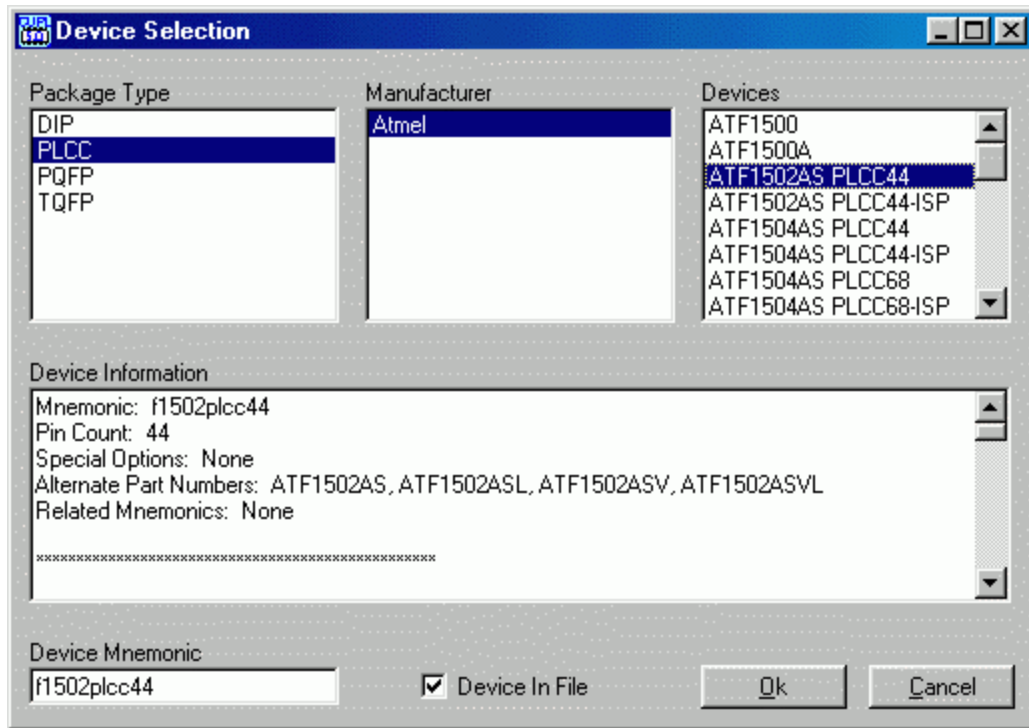 Device Selection
Package Type
DIP
PLCC
PQFP
TQFP
Manufacturer
Atmel
Devices
ATF1500
ATF1500A
ATF1502AS PLCC44
ATF1502AS PLCC44-ISP
ATF1504AS PLCC44
ATF1504AS PLCC44-ISP
ATF1504AS PLCC68
ATF1504AS PLCC68-ISP
Device Information
Mnemonic: f1502plcc44
Pin Count: 44
Special Options: None
Alternate Part Numbers: ATF1502AS, ATF1502ASL, ATF1502ASV, ATF1502ASVL
Related Mnemonics: None
**************************************************
Device Mnemonic
f1502plcc44
Device In File
Ok
Cancel